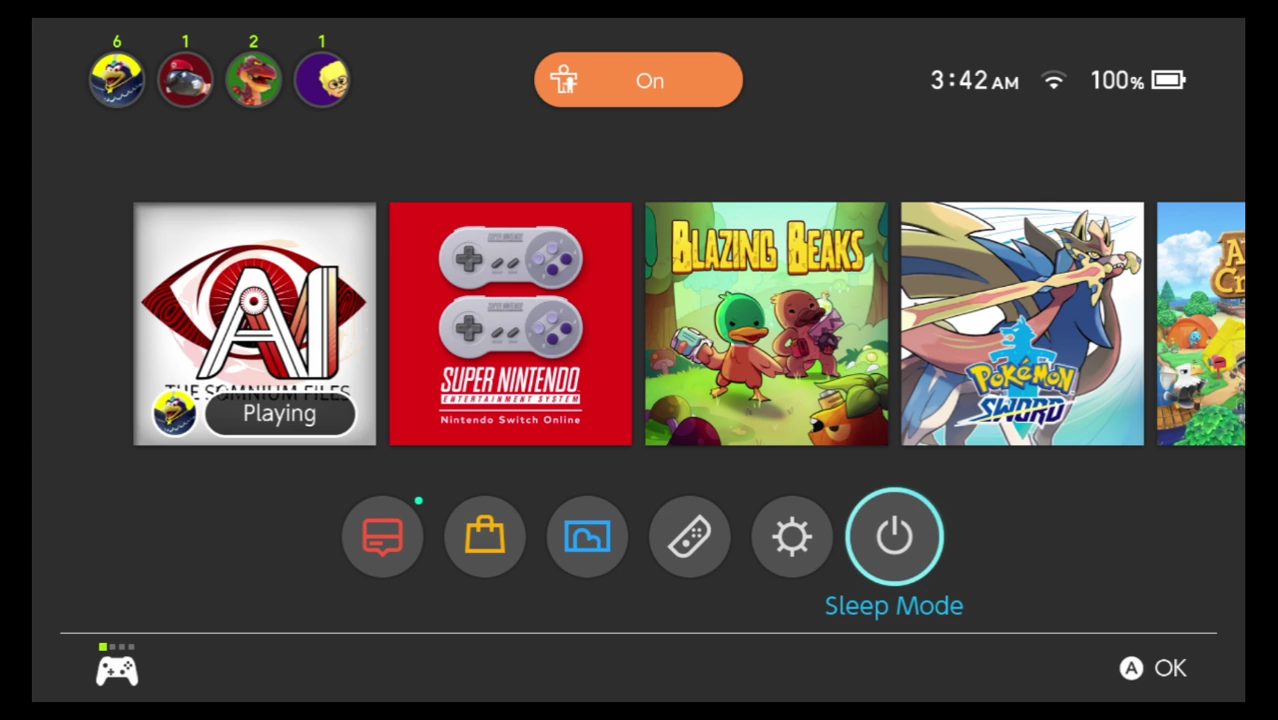 6 1 2 1
On
3:42 AM
100%
AI
THE SOMNIUM FILES
Playing
SUPER NINTENDO
ENTERTAINMENT SYSTEM
Nintendo Switch Online
BLAZING BEAKS
POKéMON
SWORD
A
Cr
Sleep Mode
A OK